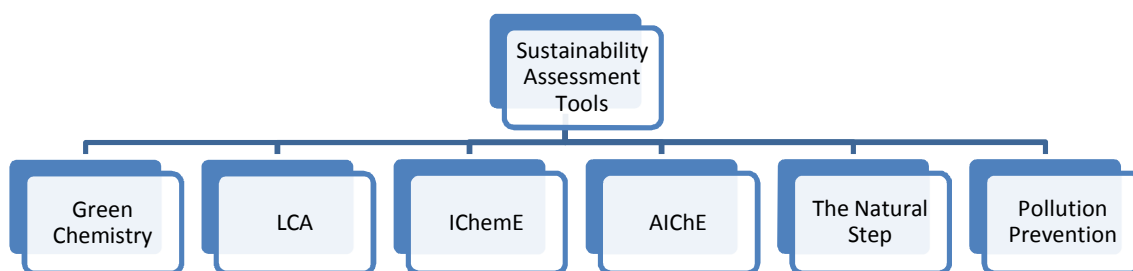 Sustainability
Assessment
Tools
Green
Chemistry
LCA
IChemE
AIChE
The Natural
Step
Pollution
Prevention